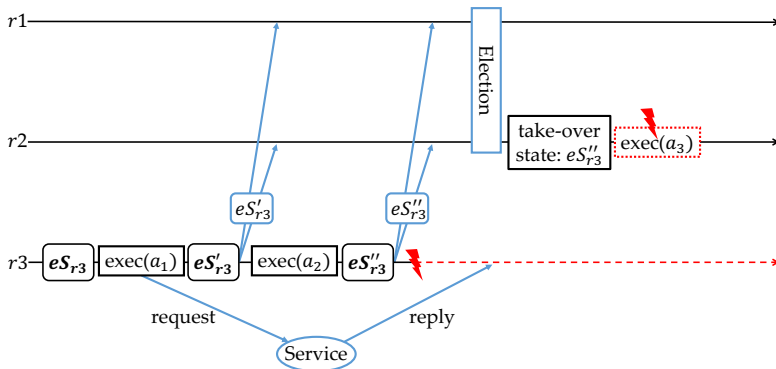 r1
Election
r2
take-over
state: eS''r3
exec(a3)
eS'r3
eS''r3
r3
eSr3
exec(a1)
eS'r3
exec(a2)
eS''r3
request
reply
Service